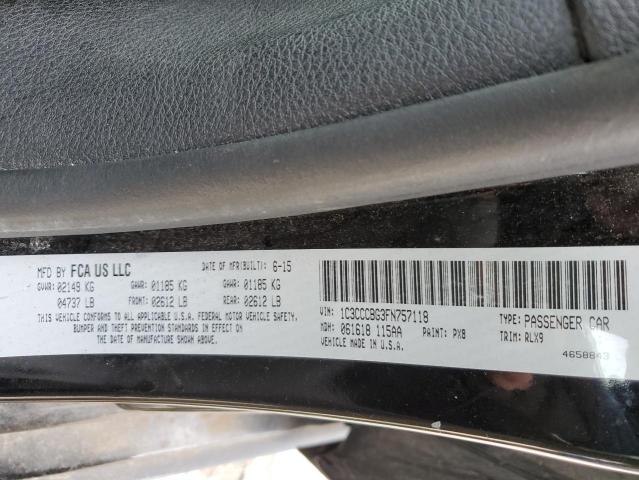 MFD BY FCA US LLC DATE OF MFR(BUILT): 6-15
GVWR: 02149 KG GAWR: 01185 KG GAWR: 01185 KG
04737 LB FRONT: 02612 LB REAR: 02612 LB
THIS VEHICLE CONFORMS TO ALL APPLICABLE U.S.A. FEDERAL MOTOR VEHICLE SAFETY,
BUMPER AND THEFT PREVENTION STANDARDS IN EFFECT ON THE
DATE OF MANUFACTURE SHOWN ABOVE.
VIN: 1C3CCCBG3FN757118 TYPE: PASSENGER CAR
MDH: 061618 115AA PAINT: PX8 TRIM: RLX9
VEHICLE MADE IN U.S.A. 4658843